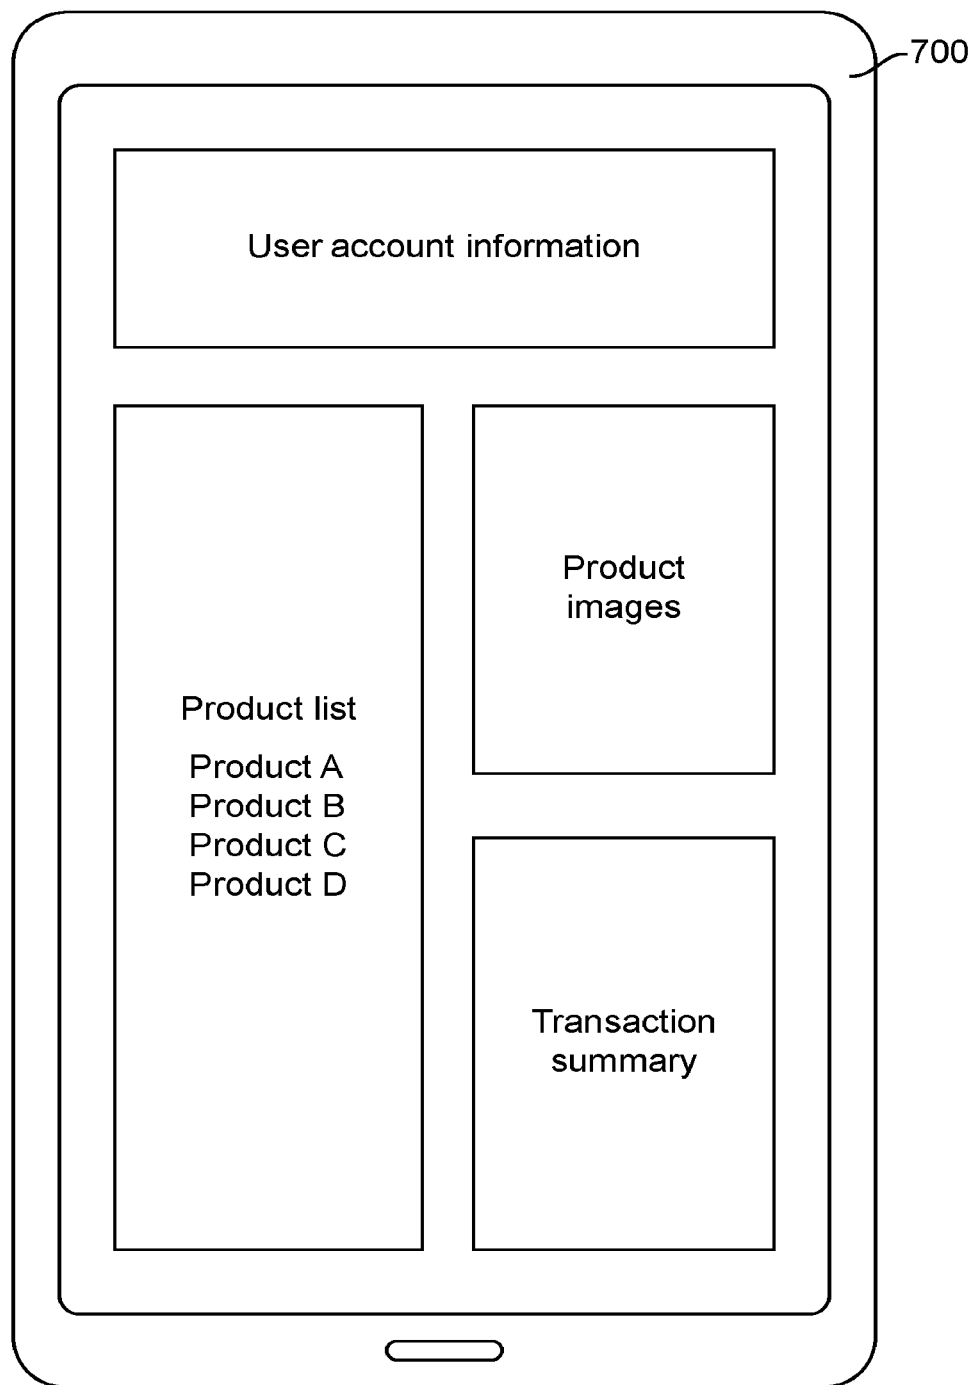 700
User account information
Product list
Product A
Product B
Product C
Product D
Product
images
Transaction
summary